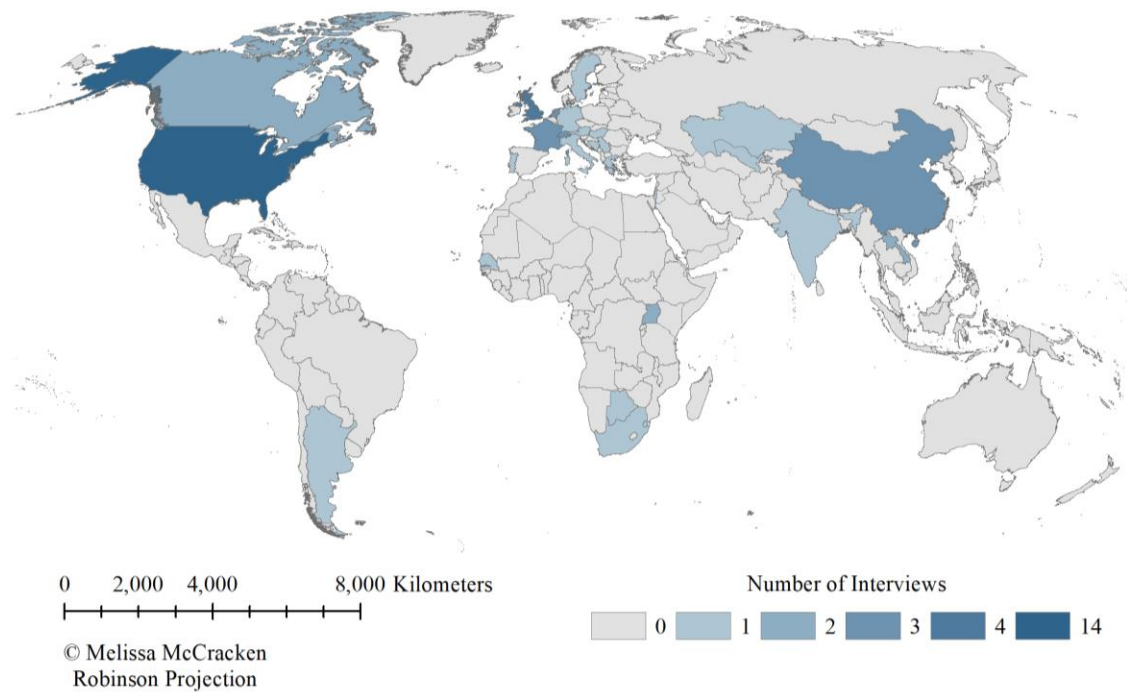 0 2,000 4,000 8,000 Kilometers
© Melissa McCracken
Robinson Projection
Number of Interviews
0 1 2 3 4 14